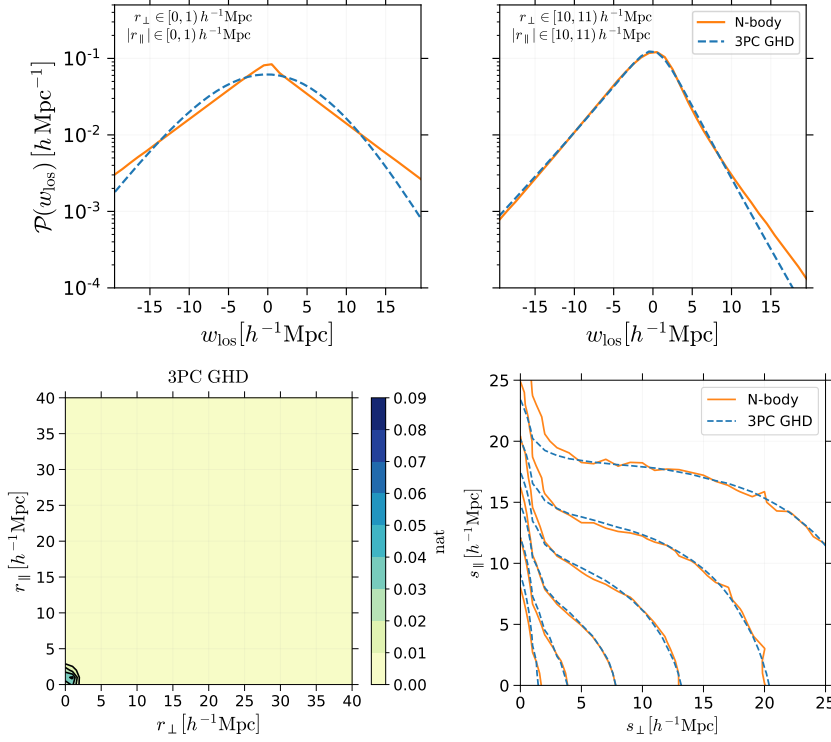 r⊥ ∈ [0, 1) h⁻¹Mpc
|r∥| ∈ [0, 1) h⁻¹Mpc
10⁻¹
10⁻²
10⁻³
10⁻⁴
𝒫(w_los) [h Mpc⁻¹]
-15 -10 -5 0 5 10 15
w_los[h⁻¹Mpc]
r⊥ ∈ [10, 11) h⁻¹Mpc
|r∥| ∈ [10, 11) h⁻¹Mpc
N-body
3PC GHD
-15 -10 -5 0 5 10 15
w_los[h⁻¹Mpc]
3PC GHD
40
35
30
25
20
15
10
5
0
r∥[h⁻¹Mpc]
0 5 10 15 20 25 30 35 40
r⊥[h⁻¹Mpc]
0.09
0.08
0.07
0.06
0.05
0.04
0.03
0.02
0.01
0.00
nat
N-body
3PC GHD
25
20
15
10
5
0
s∥[h⁻¹Mpc]
0 5 10 15 20 25
s⊥[h⁻¹Mpc]